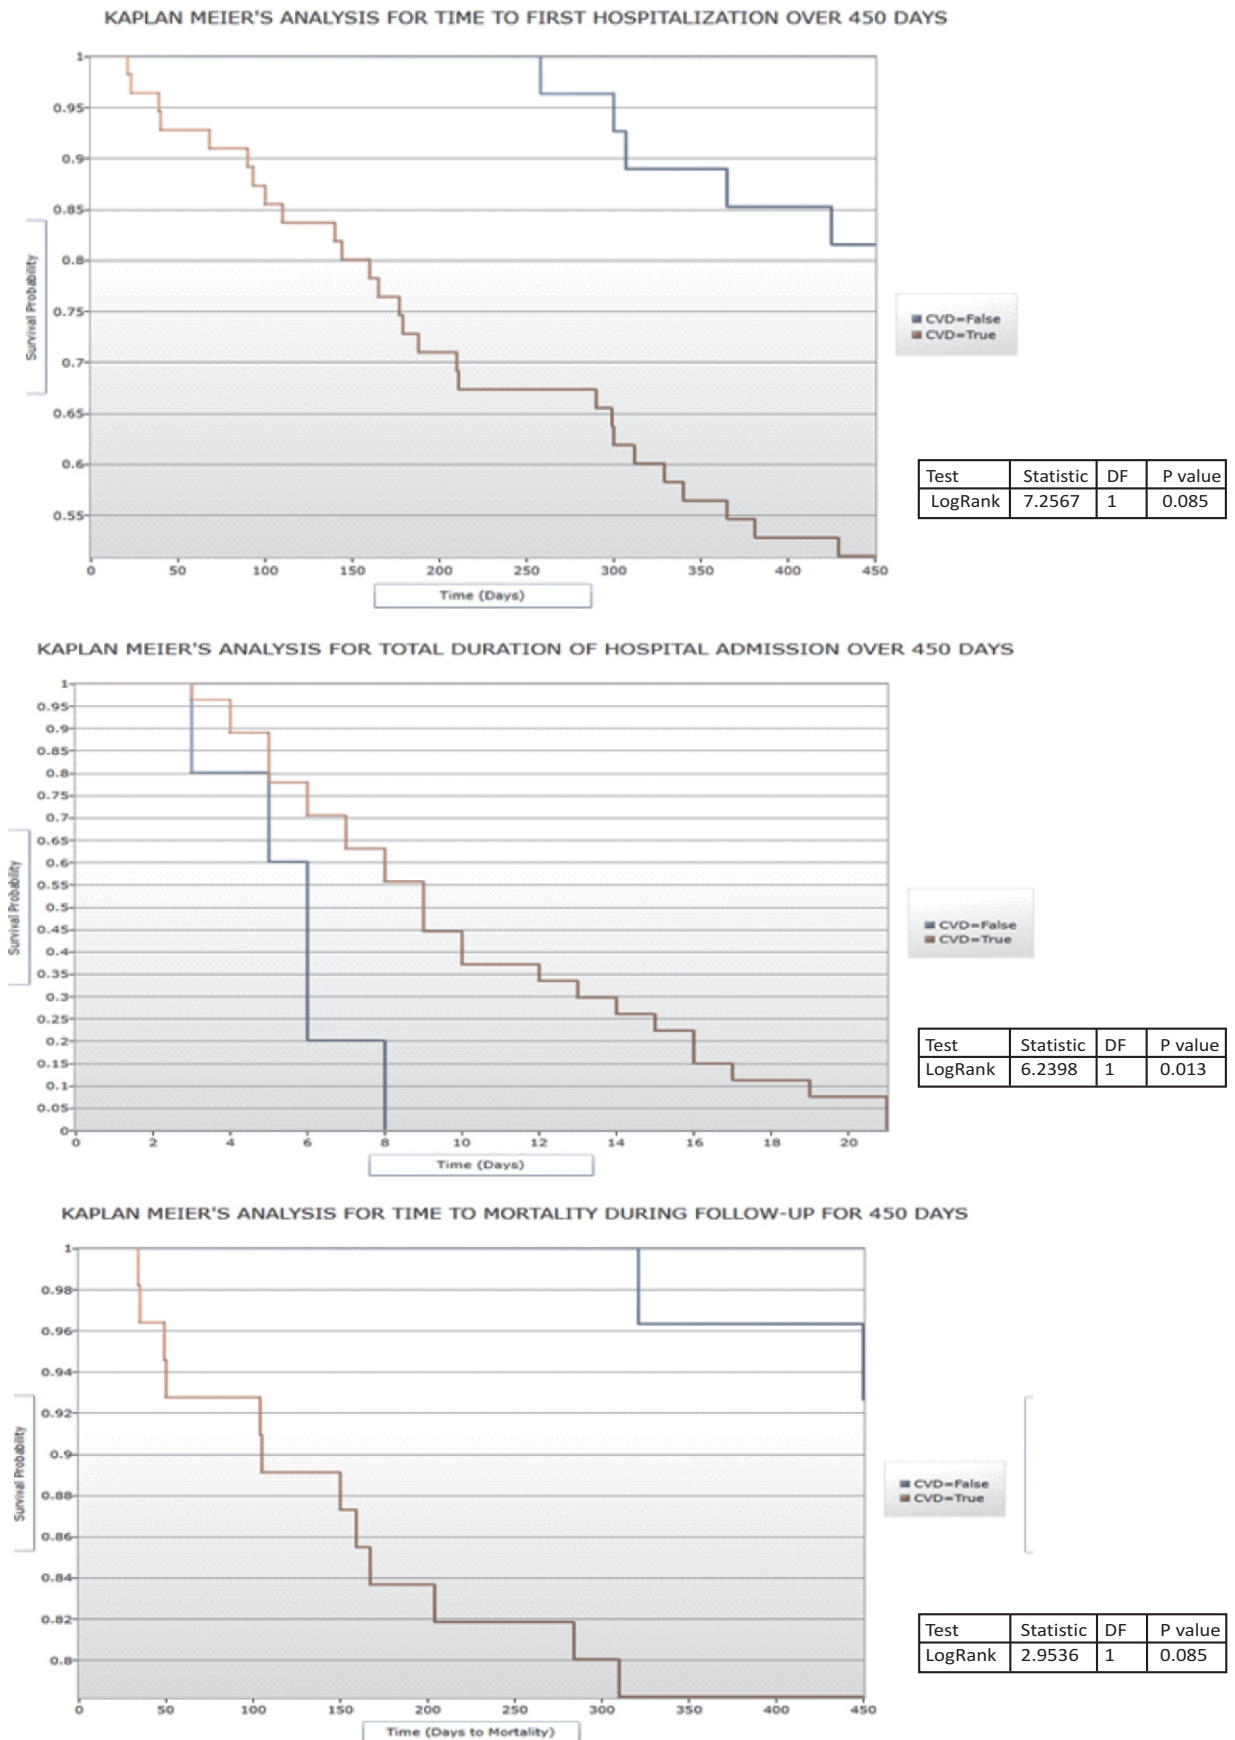 KAPLAN MEIER'S ANALYSIS FOR TIME TO FIRST HOSPITALIZATION OVER 450 DAYS
1
0.95
0.9
0.85
0.8
0.75
0.7
0.65
0.6
0.55
Survival Probability
0 50 100 150 200 250 300 350 400 450
Time (Days)
CVD=False
CVD=True
Test Statistic DF P value
LogRank 7.2567 1 0.085
KAPLAN MEIER'S ANALYSIS FOR TOTAL DURATION OF HOSPITAL ADMISSION OVER 450 DAYS
1
0.95
0.9
0.85
0.8
0.75
0.7
0.65
0.6
0.55
0.5
0.45
0.4
0.35
0.3
0.25
0.2
0.15
0.1
0.05
0
Survival Probability
0 2 4 6 8 10 12 14 16 18 20
Time (Days)
CVD=False
CVD=True
Test Statistic DF P value
LogRank 6.2398 1 0.013
KAPLAN MEIER'S ANALYSIS FOR TIME TO MORTALITY DURING FOLLOW-UP FOR 450 DAYS
1
0.98
0.96
0.94
0.92
0.9
0.88
0.86
0.84
0.82
0.8
Survival Probability
0 50 100 150 200 250 300 350 400 450
Time (Days to Mortality)
CVD=False
CVD=True
Test Statistic DF P value
LogRank 2.9536 1 0.085